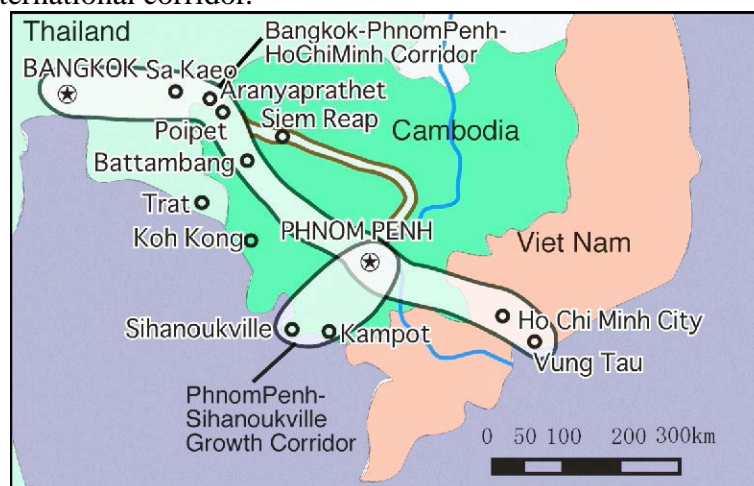 ternational corridor.
Thailand
Bangkok-PhnomPenh-
HoChiMinh Corridor
BANGKOK
Sa-Kaeo
Aranyaprathet
Poipet
Siem Reap
Cambodia
Battambang
Trat
Koh Kong
PHNOM PENH
Viet Nam
Sihanoukville
Kampot
Ho Chi Minh City
Vung Tau
PhnomPenh-
Sihanoukville
Growth Corridor
0 50 100 200 300km